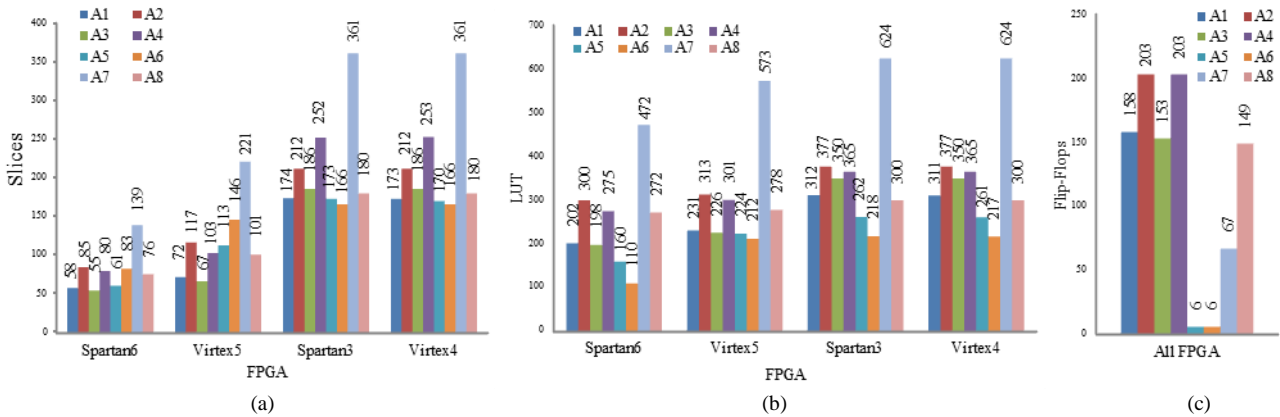 A1 A2
A3 A4
A5 A6
A7 A8
Slices
400
350
300
250
200
150
100
50
0
58 85 55 80 61 83 139 76
72 117 67 103 113 146 221 101
174 212 186 252 173 166 361 180
173 212 186 253 170 166 361 180
Spartan6 Virtex5 Spartan3 Virtex4
FPGA
(a)
A1 A2 A3 A4
A5 A6 A7 A8
LUT
700
600
500
400
300
200
100
0
202 300 198 275 160 110 472 272
231 313 226 301 224 212 573 278
312 377 350 365 262 218 624 300
311 377 350 365 261 217 624 300
Spartan6 Virtex5 Spartan3 Virtex4
FPGA
(b)
A1 A2
A3 A4
A5 A6
A7 A8
Flip-Flops
250
200
150
100
50
0
158 203 153 203 6 6 67 149
All FPGA
(c)